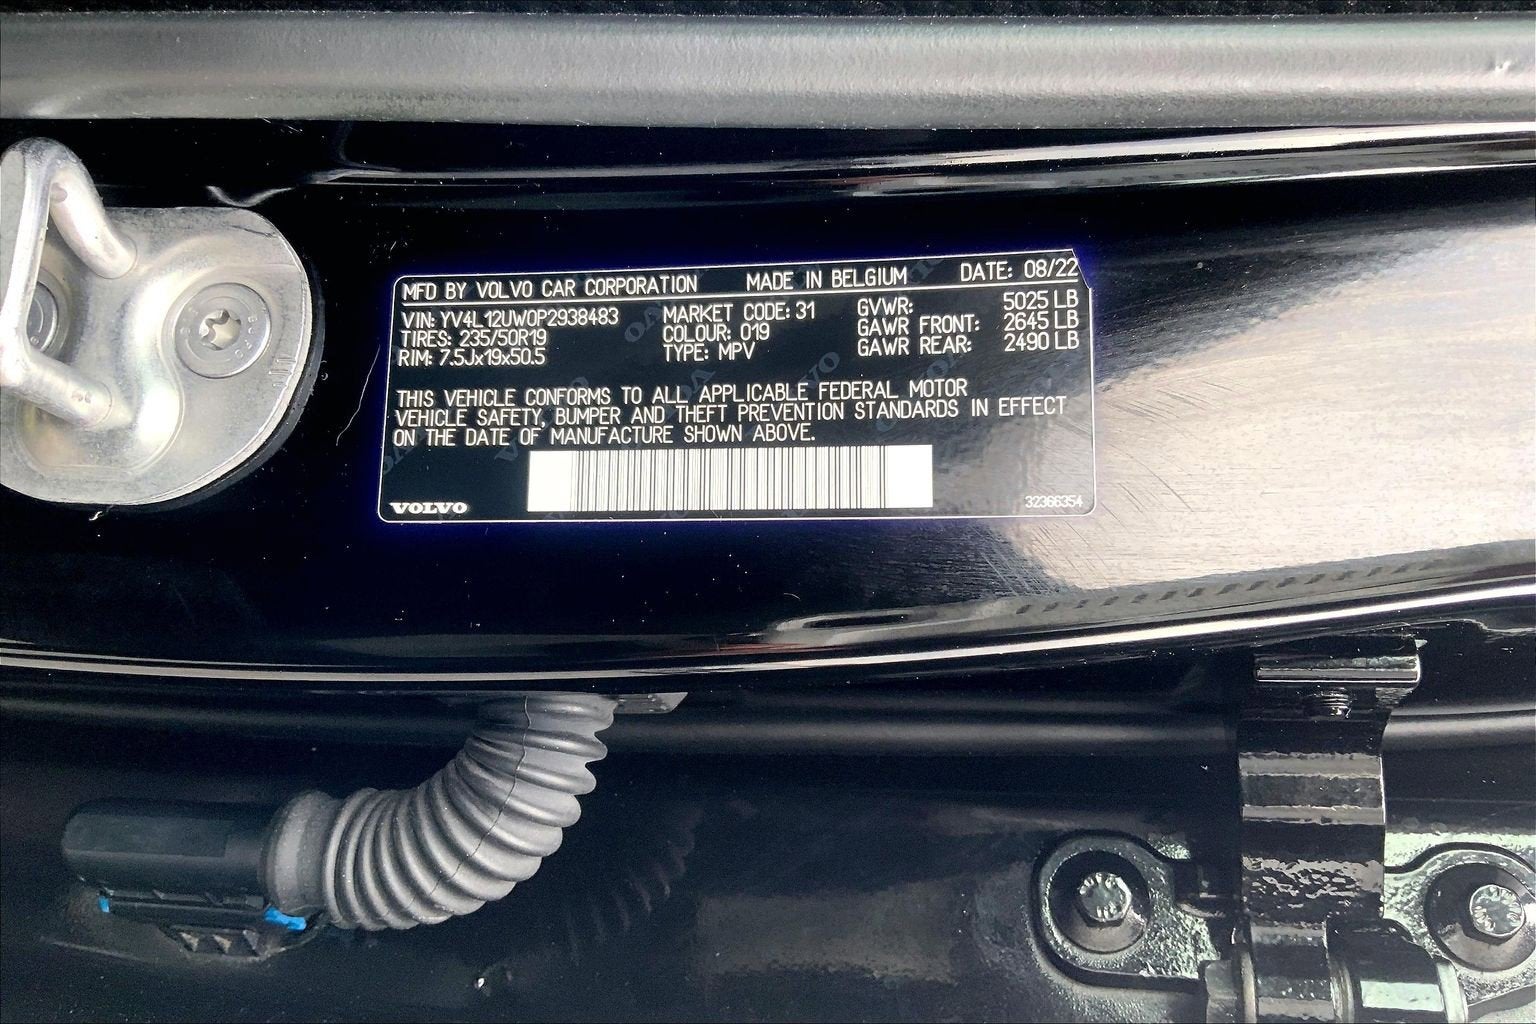 MFD BY VOLVO CAR CORPORATION MADE IN BELGIUM DATE: 08/22
VIN: YV4L12UW0P2938483 MARKET CODE: 31 GVWR: 5025 LB
TIRES: 235/50R19 COLOUR: 019 GAWR FRONT: 2645 LB
RIM: 7.5Jx19x50.5 TYPE: MPV GAWR REAR: 2490 LB
THIS VEHICLE CONFORMS TO ALL APPLICABLE FEDERAL MOTOR
VEHICLE SAFETY, BUMPER AND THEFT PREVENTION STANDARDS IN EFFECT
ON THE DATE OF MANUFACTURE SHOWN ABOVE.
VOLVO 32366354